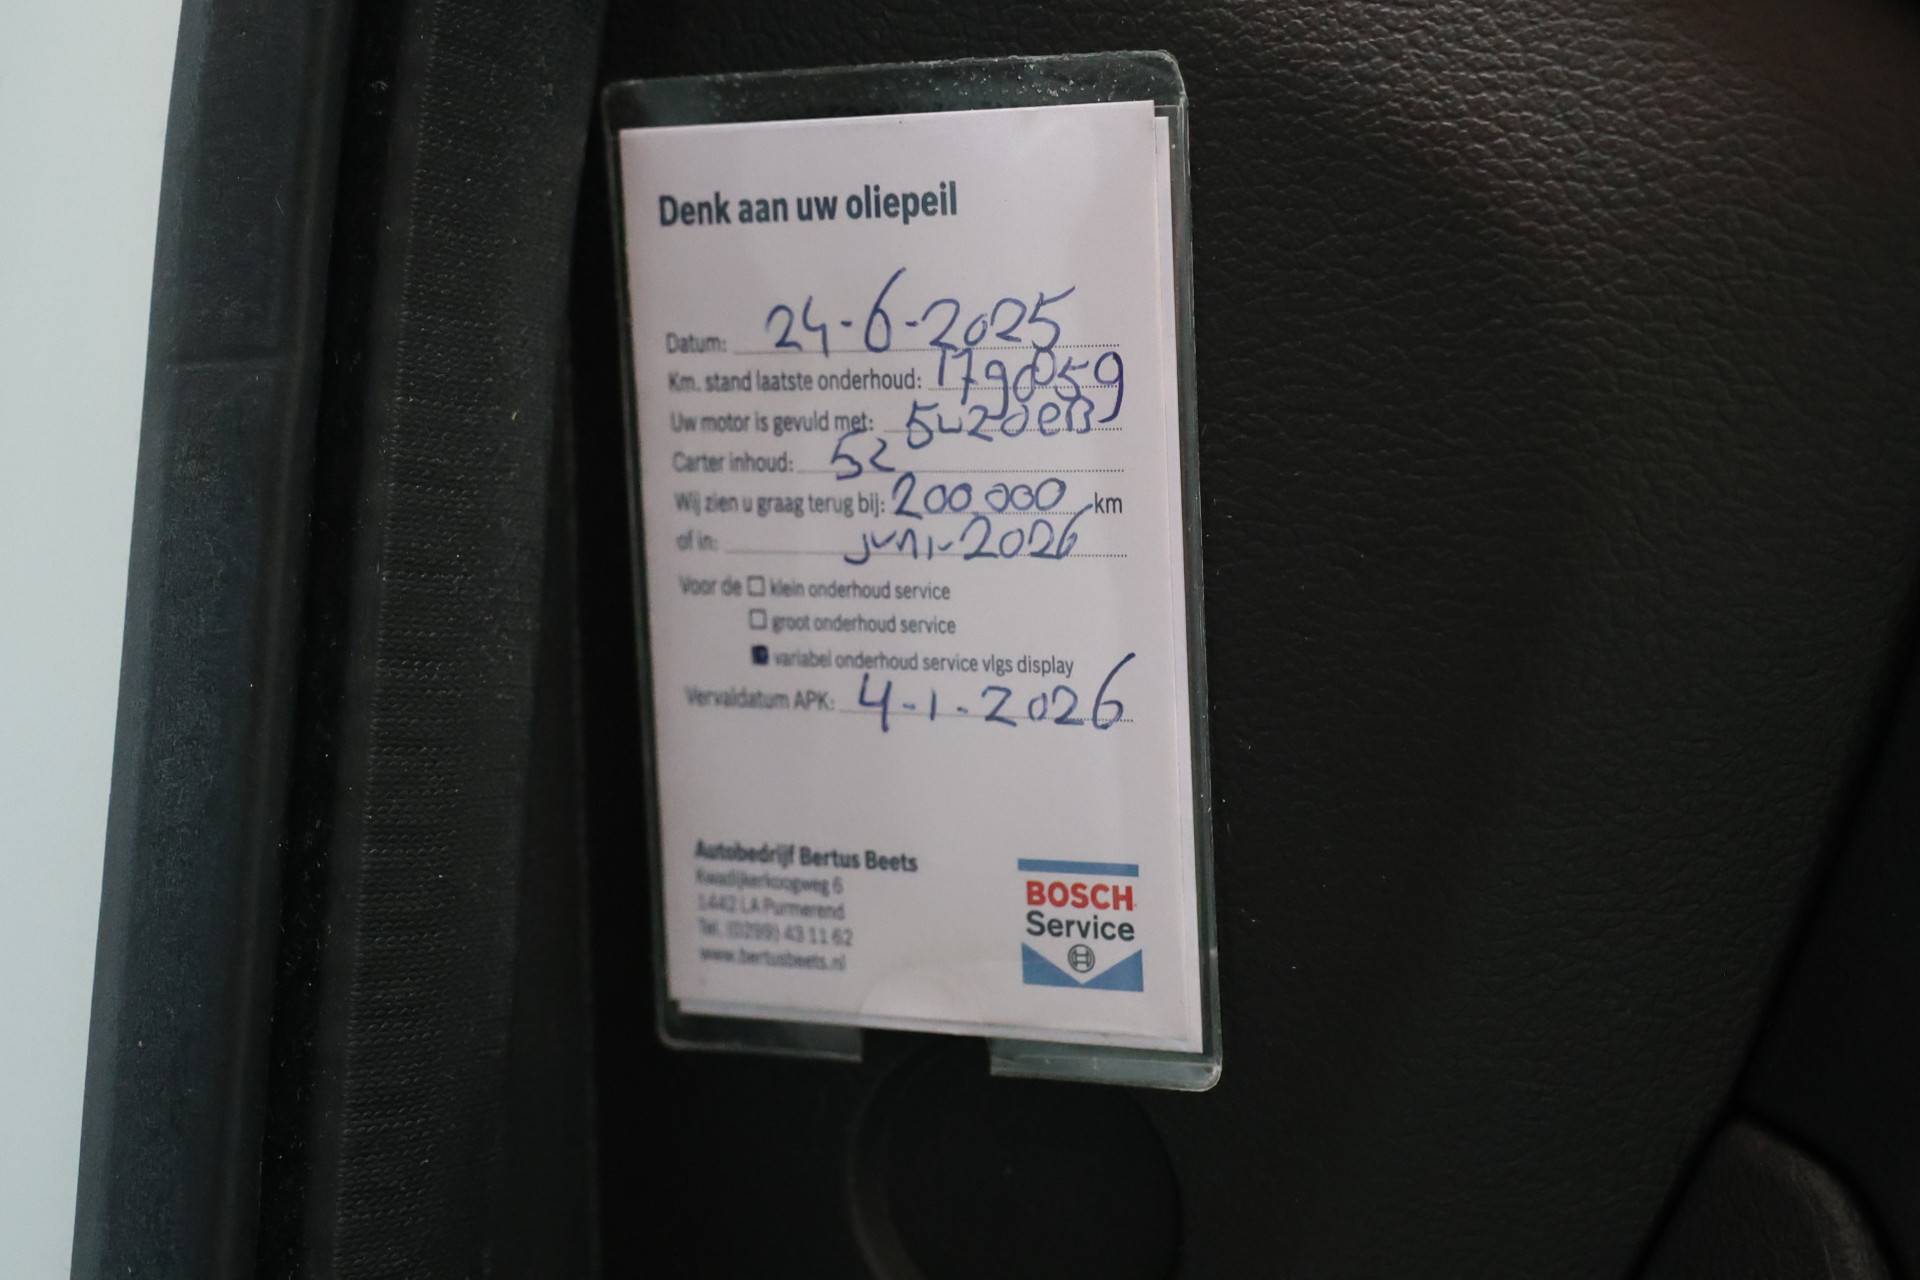 Denk aan uw oliepeil
Datum: 24-6-2025
Km. stand laatste onderhoud: 179059
Uw motor is gevuld met: 5w20eB
Carter inhoud: 5L
Wij zien u graag terug bij: 200.000 km
of in: juni-2026
Voor de ☐ klein onderhoud service
☐ groot onderhoud service
☑ variabel onderhoud service vlgs display
Vervaldatum APK: 4-1-2026
Autobedrijf Bertus Beets
Kwadijkerkoogweg 6
1442 LA Purmerend
Tel. (0299) 43 11 62
www.bertusbeets.nl
BOSCH
Service